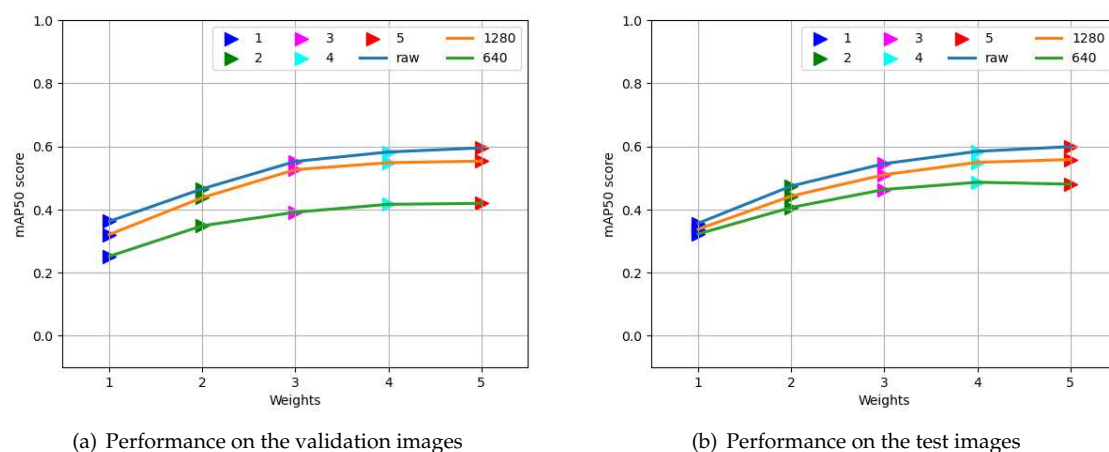 1.0
0.8
0.6
0.4
0.2
0.0
mAP50 score
1 3 5 1280
2 4 raw 640
1 2 3 4 5
Weights
(a) Performance on the validation images
1.0
0.8
0.6
0.4
0.2
0.0
mAP50 score
1 3 5 1280
2 4 raw 640
1 2 3 4 5
Weights
(b) Performance on the test images